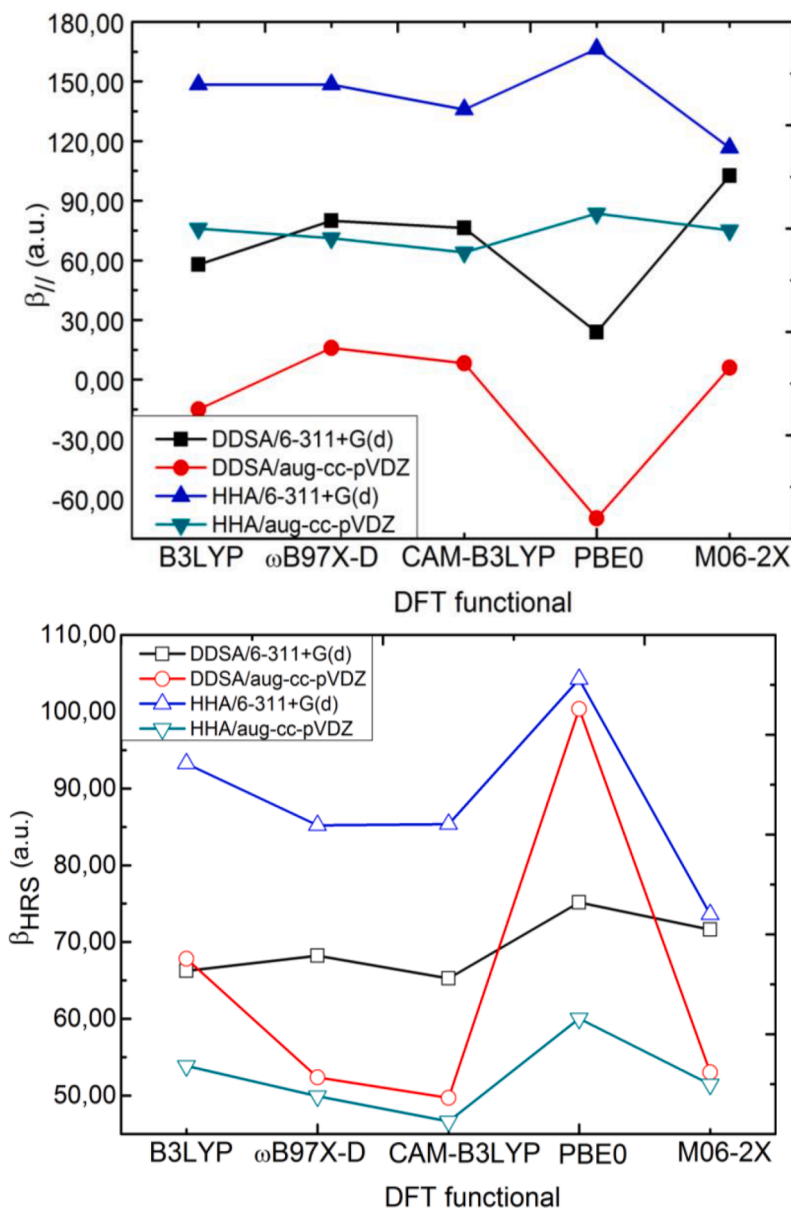 180,00
150,00
120,00
90,00
60,00
30,00
0,00
-30,00
-60,00
β// (a.u.)
DDSA/6-311+G(d)
DDSA/aug-cc-pVDZ
HHA/6-311+G(d)
HHA/aug-cc-pVDZ
B3LYP ωB97X-D CAM-B3LYP PBE0 M06-2X
DFT functional
110,00
100,00
90,00
80,00
70,00
60,00
50,00
βHRS (a.u.)
DDSA/6-311+G(d)
DDSA/aug-cc-pVDZ
HHA/6-311+G(d)
HHA/aug-cc-pVDZ
B3LYP ωB97X-D CAM-B3LYP PBE0 M06-2X
DFT functional